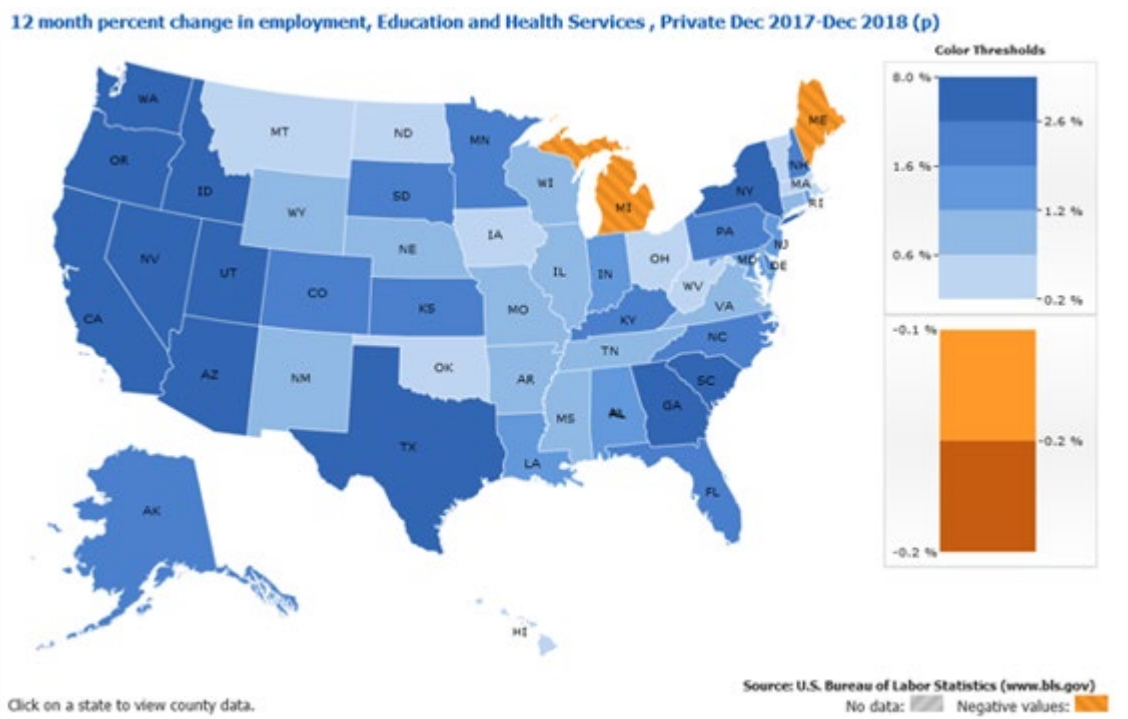 12 month percent change in employment, Education and Health Services , Private Dec 2017-Dec 2018 (p)
Color Thresholds
8.0 %
2.6 %
1.6 %
1.2 %
0.6 %
0.2 %
-0.1 %
-0.2 %
-0.2 %
WA
MT
ND
MN
ME
OR
ID
SD
WI
NH
MA
NY
RI
WY
MI
PA
IA
NE
NJ
NV
UT
OH
MD
DE
IL
IN
WV
CO
KS
VA
CA
MO
KY
NC
TN
AZ
NM
OK
AR
SC
GA
MS
AL
TX
LA
FL
AK
HI
Source: U.S. Bureau of Labor Statistics (www.bls.gov)
Click on a state to view county data.
No data: Negative values: